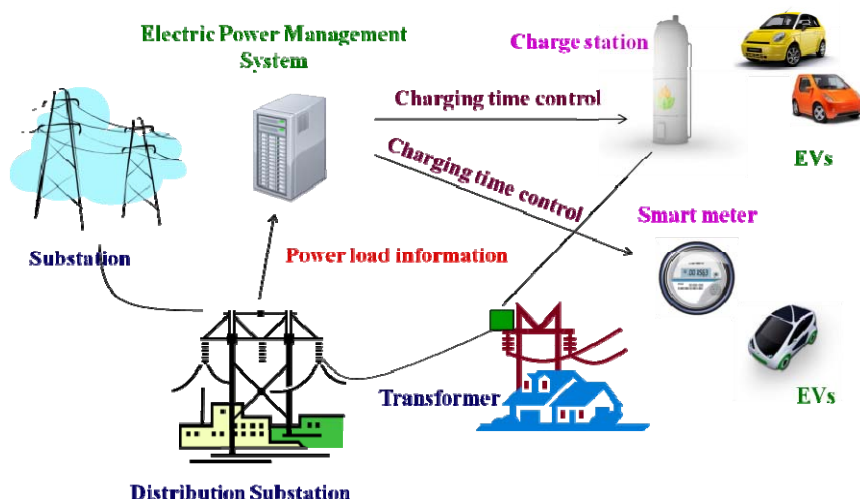 Electric Power Management
System
Charge station
Charging time control
EVs
Charging time control
Smart meter
Substation
Power load information
Transformer
EVs
Distribution Substation